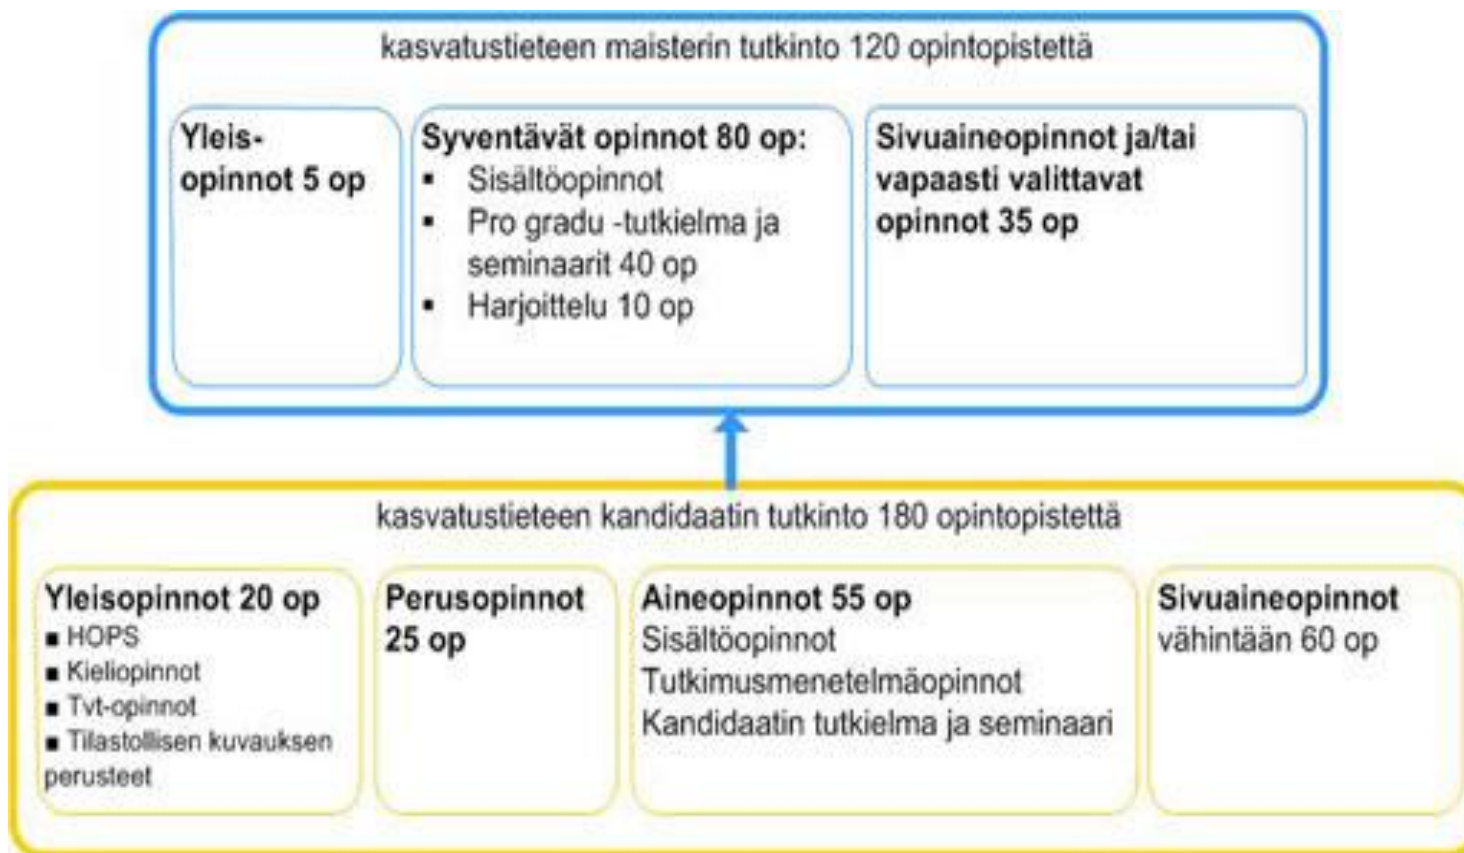 kasvatustieteen maisterin tutkinto 120 opintopistettä
Yleis-
opinnot 5 op
Syventävät opinnot 80 op:
▪ Sisältöopinnot
▪ Pro gradu -tutkielma ja
seminaarit 40 op
▪ Harjoittelu 10 op
Sivuaineopinnot ja/tai
vapaasti valittavat
opinnot 35 op
kasvatustieteen kandidaatin tutkinto 180 opintopistettä
Yleisopinnot 20 op
■ HOPS
■ Kieliopinnot
■ Tvt-opinnot
■ Tilastollisen kuvauksen
perusteet
Perusopinnot
25 op
Aineopinnot 55 op
Sisältöopinnot
Tutkimusmenetelmäopinnot
Kandidaatin tutkielma ja seminaari
Sivuaineopinnot
vähintään 60 op